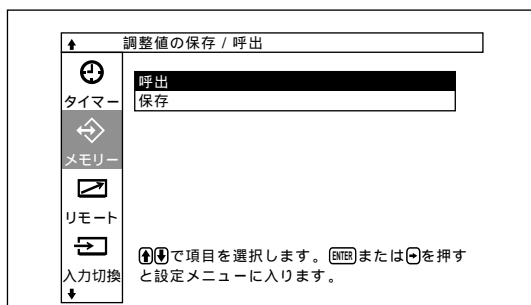 調整値の保存 / 呼出
タイマー
メモリー
リモート
入力切換
呼出
保存
で項目を選択します。ENTERまたはを押す
と設定メニューに入ります。